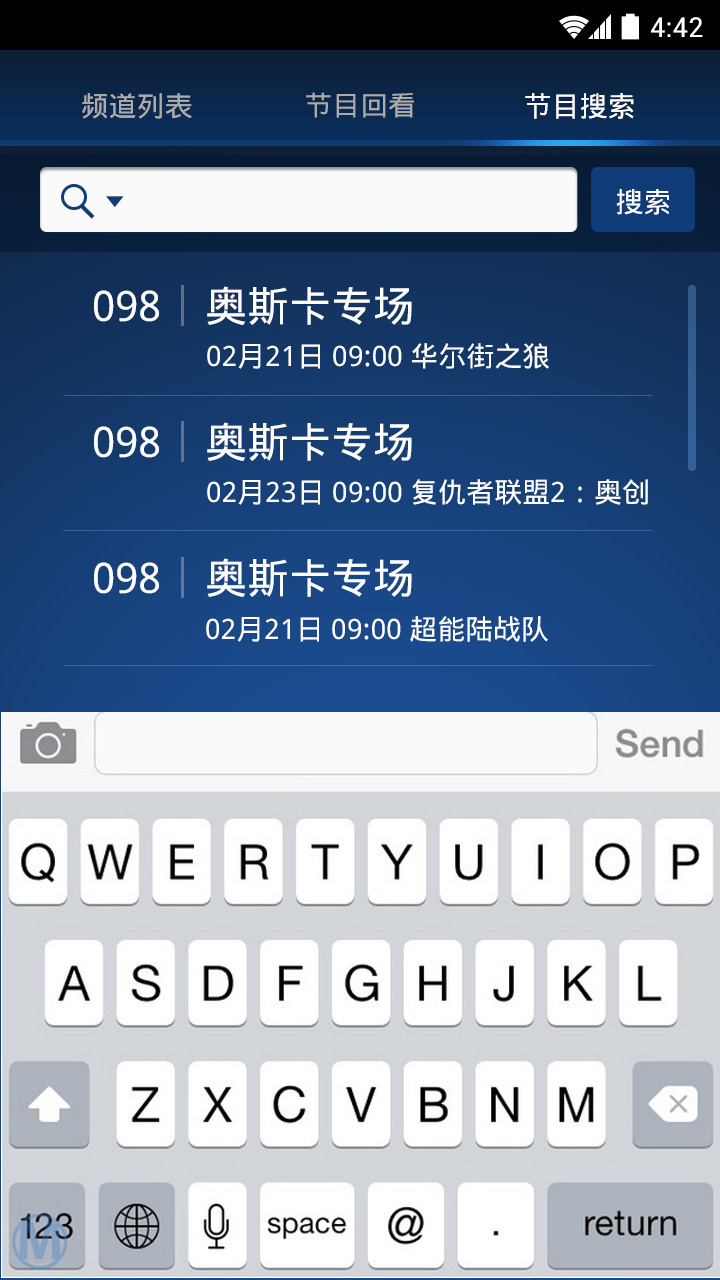 4:42
频道列表 节目回看 节目搜索
搜索
098 奥斯卡专场
02月21日 09:00 华尔街之狼
098 奥斯卡专场
02月23日 09:00 复仇者联盟2：奥创
098 奥斯卡专场
02月21日 09:00 超能陆战队
Send
Q W E R T Y U I O P
A S D F G H J K L
Z X C V B N M
123 space @ . return